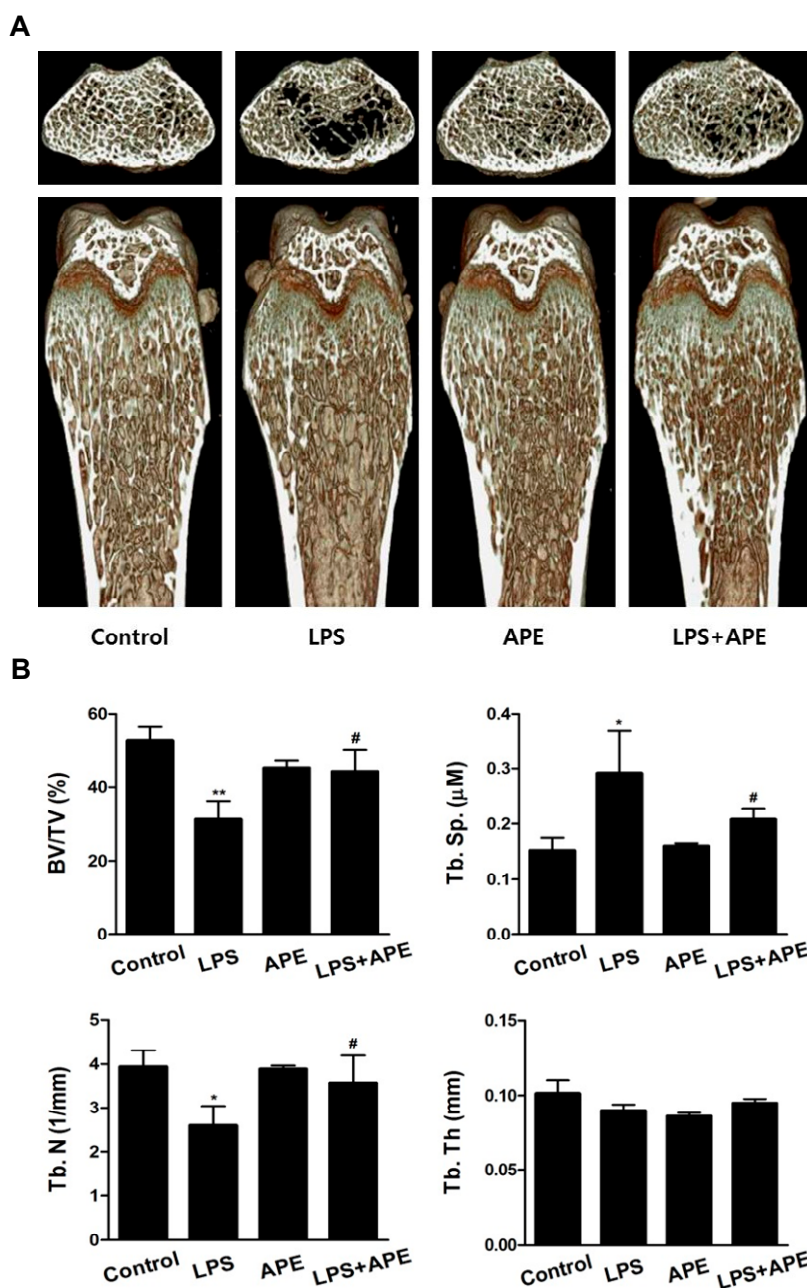 A
Control LPS APE LPS+APE
B
BV/TV (%)
60
40
20
0
**
#
Control LPS APE LPS+APE
Tb. Sp. (μM)
0.4
0.3
0.2
0.1
0.0
*
#
Control LPS APE LPS+APE
Tb. N (1/mm)
5
4
3
2
1
0
*
#
Control LPS APE LPS+APE
Tb. Th (mm)
0.15
0.10
0.05
0.00
Control LPS APE LPS+APE